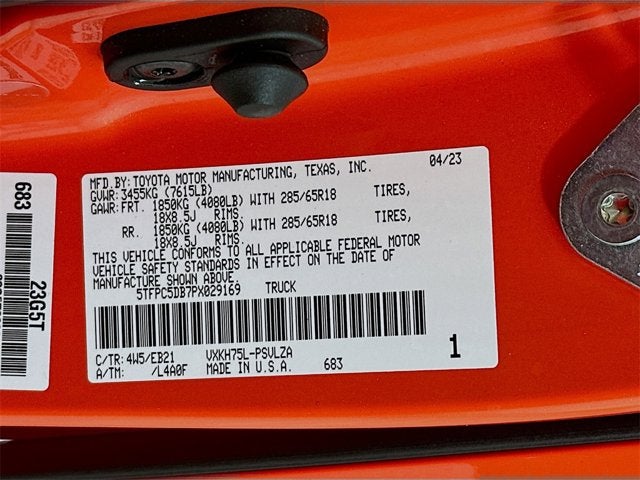 MFD.BY: TOYOTA MOTOR MANUFACTURING, TEXAS, INC. 04/23
GVWR: 3455KG (7615LB)
GAWR: FRT. 1850KG (4080LB) WITH 285/65R18 TIRES,
18X8.5J RIMS.
RR. 1850KG (4080LB) WITH 285/65R18 TIRES,
18X8.5J RIMS.
THIS VEHICLE CONFORMS TO ALL APPLICABLE FEDERAL MOTOR
VEHICLE SAFETY STANDARDS IN EFFECT ON THE DATE OF
MANUFACTURE SHOWN ABOVE.
5TFPC5DB7PX029169 TRUCK
C/TR: 4W5/EB21 VXKH75L-PSVLZA
A/TM: /L4A0F MADE IN U.S.A. 683
1
683
23G5T